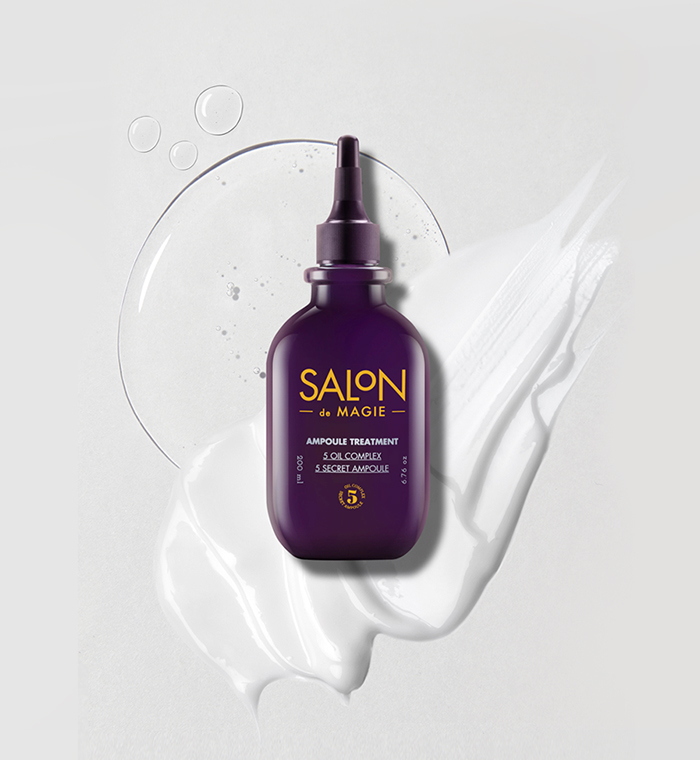 SALoN
de MAGIE
AMPOULE TREATMENT
5 OIL COMPLEX
5 SECRET AMPOULE
200 ml
6.76 oz
5